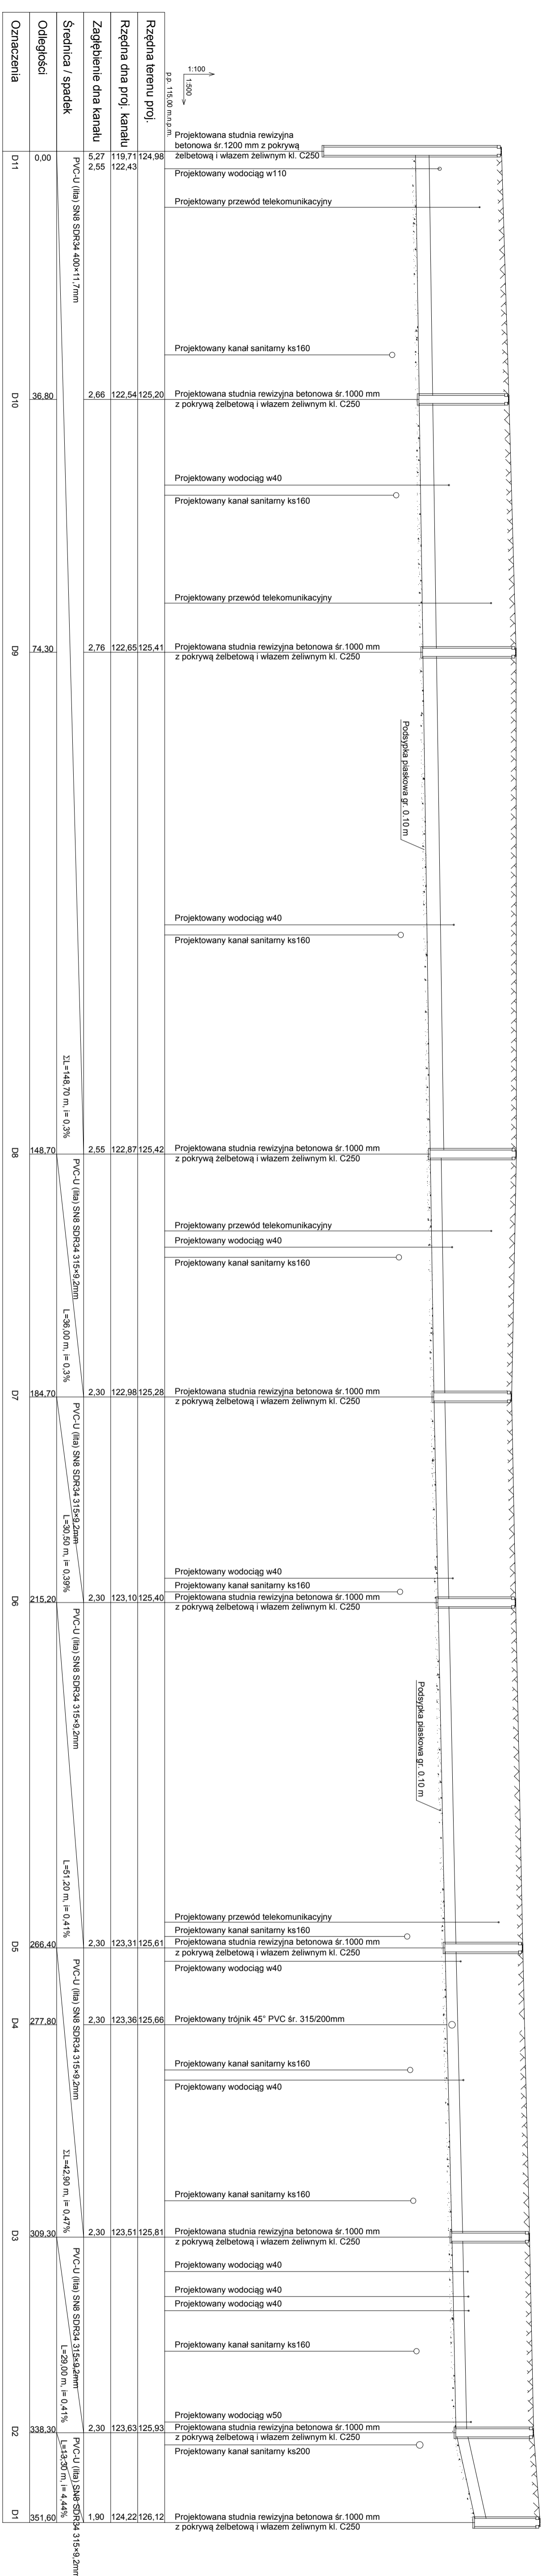 1:100
1:500
p.p. 115,00 m.n.p.m
Rzędna terenu proj.
Rzędna dna proj. kanału
Zagłębienie dna kanału
Średnica / spadek
Odległości
Oznaczenia
Projektowana studnia rewizyjna
betonowa śr.1200 mm z pokrywą
żelbetową i włazem żeliwnym kl. C250
124,98
119,71
5,27
122,43
2,55
0,00
D11
Projektowany wodociąg w110
Projektowany przewód telekomunikacyjny
PVC-U (lita) SN8 SDR34 400×11,7mm
Projektowany kanał sanitarny ks160
Projektowana studnia rewizyjna betonowa śr.1000 mm
z pokrywą żelbetową i włazem żeliwnym kl. C250
125,20
122,54
2,66
36,80
D10
Projektowany wodociąg w40
Projektowany kanał sanitarny ks160
Projektowany przewód telekomunikacyjny
Projektowana studnia rewizyjna betonowa śr.1000 mm
z pokrywą żelbetową i włazem żeliwnym kl. C250
125,41
122,65
2,76
74,30
D9
Podsypka piaskowa gr. 0.10 m
Projektowany wodociąg w40
Projektowany kanał sanitarny ks160
ΣL=148,70 m, i= 0,3%
Projektowana studnia rewizyjna betonowa śr.1000 mm
z pokrywą żelbetową i włazem żeliwnym kl. C250
125,42
122,87
2,55
148,70
D8
PVC-U (lita) SN8 SDR34 315×9,2mm
Projektowany przewód telekomunikacyjny
Projektowany wodociąg w40
Projektowany kanał sanitarny ks160
L=36,00 m, i= 0,3%
Projektowana studnia rewizyjna betonowa śr.1000 mm
z pokrywą żelbetową i włazem żeliwnym kl. C250
125,28
122,98
2,30
184,70
D7
PVC-U (lita) SN8 SDR34 315×9,2mm
L=30,50 m, i= 0,39%
Projektowany wodociąg w40
Projektowany kanał sanitarny ks160
Projektowana studnia rewizyjna betonowa śr.1000 mm
z pokrywą żelbetową i włazem żeliwnym kl. C250
125,40
123,10
2,30
215,20
D6
PVC-U (lita) SN8 SDR34 315×9,2mm
Podsypka piaskowa gr. 0.10 m
L=51,20 m, i= 0,41%
Projektowany przewód telekomunikacyjny
Projektowany kanał sanitarny ks160
Projektowana studnia rewizyjna betonowa śr.1000 mm
z pokrywą żelbetową i włazem żeliwnym kl. C250
125,61
123,31
2,30
266,40
D5
Projektowany wodociąg w40
PVC-U (lita) SN8 SDR34 315×9,2mm
Projektowany trójnik 45° PVC śr. 315/200mm
125,66
123,36
2,30
277,80
D4
Projektowany kanał sanitarny ks160
Projektowany wodociąg w40
Projektowany kanał sanitarny ks160
ΣL=42,90 m, i= 0,47%
Projektowana studnia rewizyjna betonowa śr.1000 mm
z pokrywą żelbetową i włazem żeliwnym kl. C250
125,81
123,51
2,30
309,30
D3
PVC-U (lita) SN8 SDR34 315×9,2mm
Projektowany wodociąg w40
Projektowany wodociąg w40
Projektowany wodociąg w40
Projektowany kanał sanitarny ks160
L=29,00 m, i= 0,41%
Projektowany wodociąg w50
Projektowana studnia rewizyjna betonowa śr.1000 mm
z pokrywą żelbetową i włazem żeliwnym kl. C250
125,93
123,63
2,30
338,30
D2
Projektowany kanał sanitarny ks200
PVC-U (lita) SN8 SDR34 315×9,2mm
L=13,30 m, i= 4,44%
Projektowana studnia rewizyjna betonowa śr.1000 mm
z pokrywą żelbetową i włazem żeliwnym kl. C250
126,12
124,22
1,90
351,60
D1